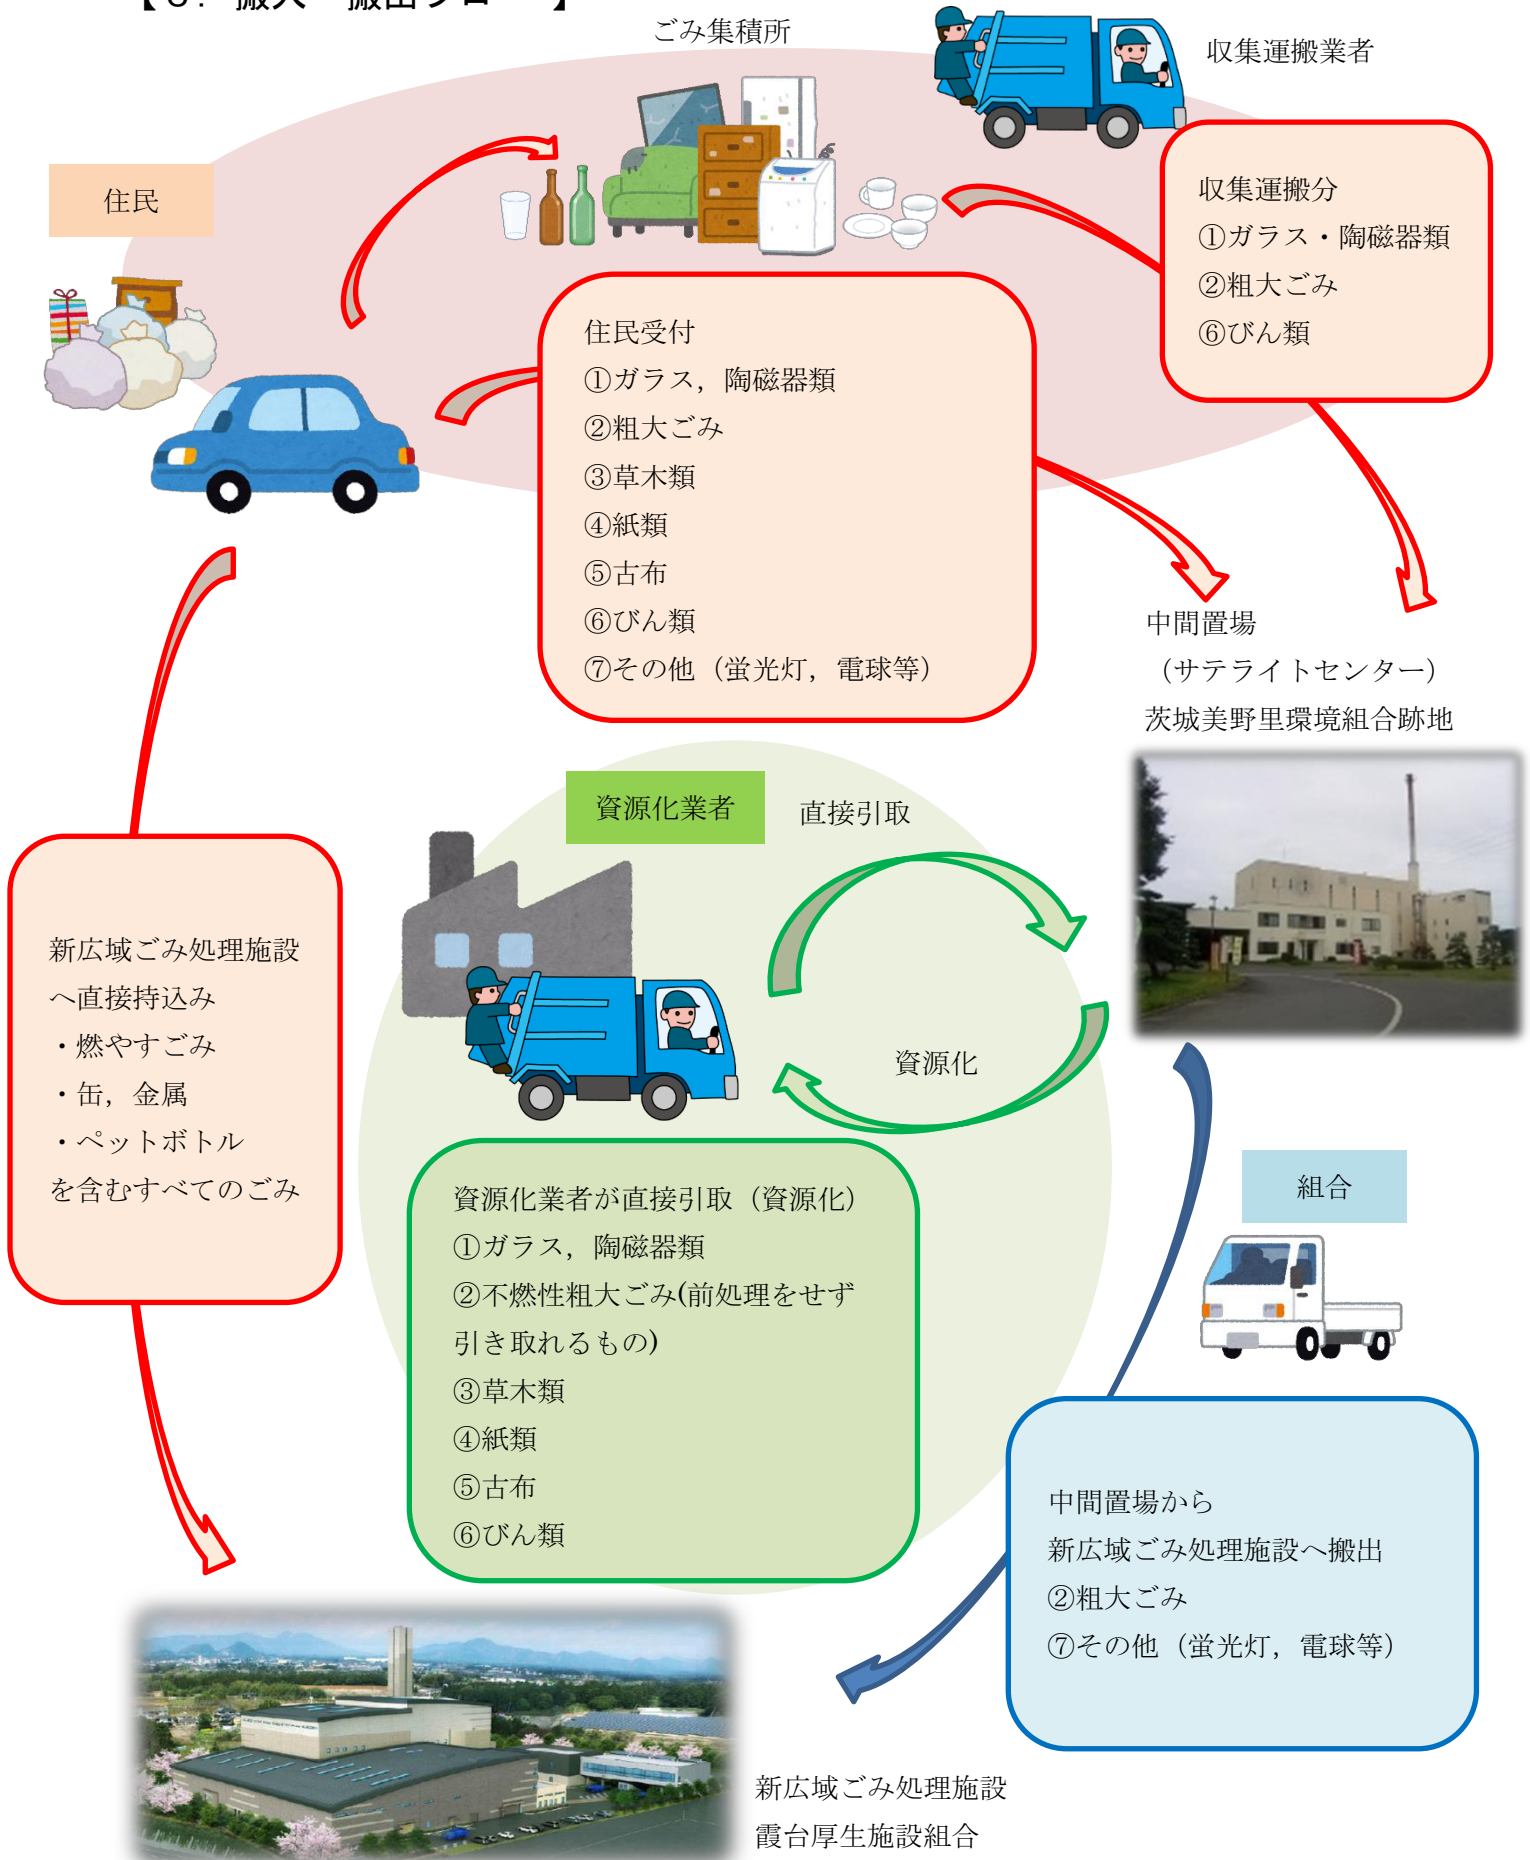 ごみ集積所
収集運搬業者
住民
収集運搬分
①ガラス・陶磁器類
②粗大ごみ
⑥びん類
住民受付
①ガラス，陶磁器類
②粗大ごみ
③草木類
④紙類
⑤古布
⑥びん類
⑦その他（蛍光灯，電球等）
中間置場
（サテライトセンター）
茨城美野里環境組合跡地
資源化業者
直接引取
新広域ごみ処理施設
へ直接持込み
・燃やすごみ
・缶，金属
・ペットボトル
を含むすべてのごみ
資源化
組合
資源化業者が直接引取（資源化）
①ガラス，陶磁器類
②不燃性粗大ごみ(前処理をせず
引き取れるもの)
③草木類
④紙類
⑤古布
⑥びん類
中間置場から
新広域ごみ処理施設へ搬出
②粗大ごみ
⑦その他（蛍光灯，電球等）
新広域ごみ処理施設
霞台厚生施設組合